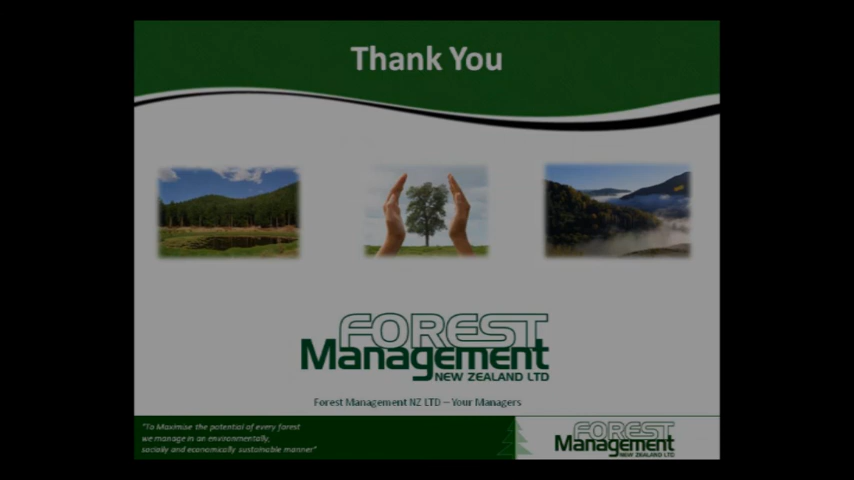 Thank You
FOREST
Management
NEW ZEALAND LTD
Forest Management NZ LTD – Your Managers
"To Maximise the potential of every forest
we manage in an environmentally,
socially and economically sustainable manner"
FOREST
Management
NEW ZEALAND LTD